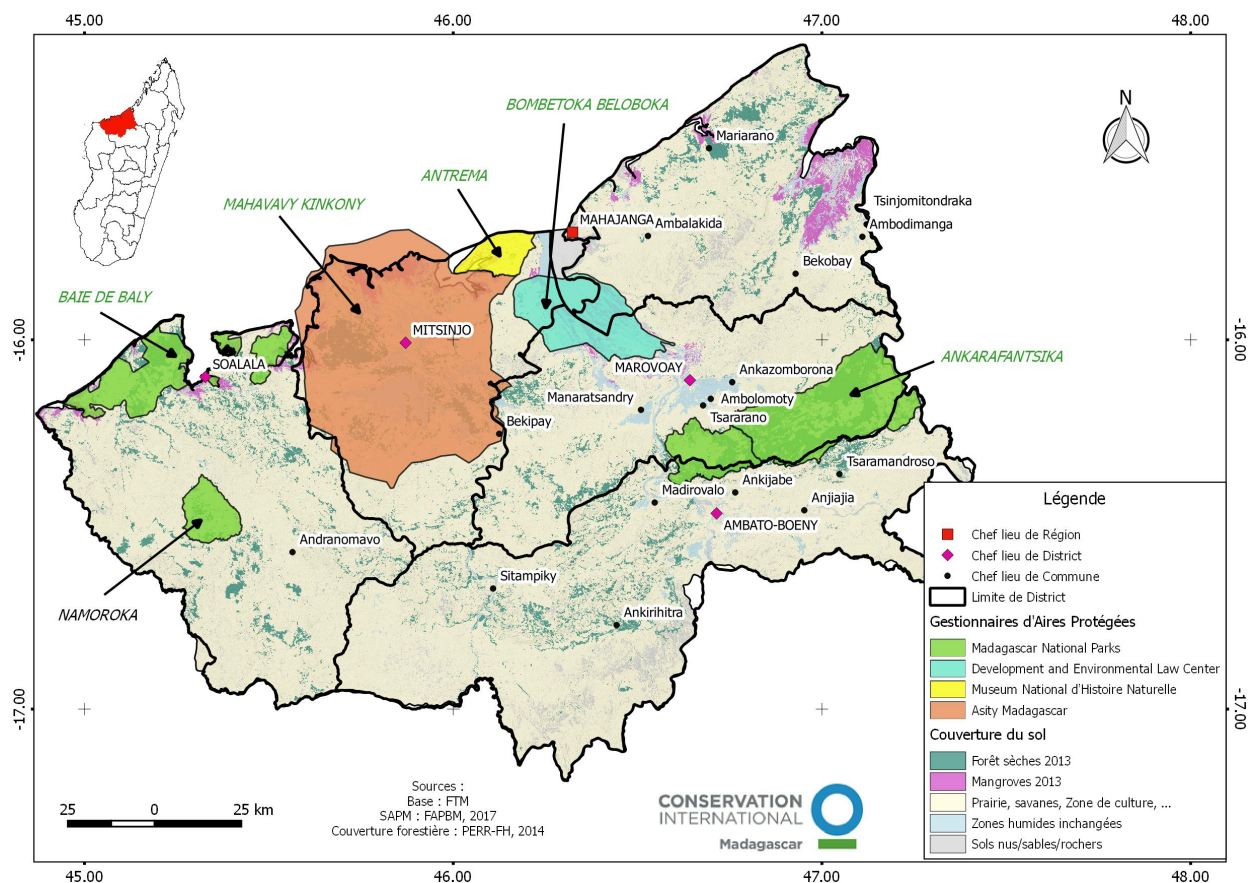 45.00
46.00
47.00
48.00
N
BOMBETOKA BELOBOKA
Mariarano
ANTREMA
MAHAVAVY KINKONY
Tsinjomitondraka
MAHAJANGA
Ambalakida
Ambodimanga
Bekobay
BAIE DE BALY
MITSINJO
-16.00
-16.00
SOALALA
MAROVOAY
Ankazomborona
ANKARAFANTSIKA
Manaratsandry
Ambolomoty
Tsararano
Bekipay
Tsaramandroso
Madirovalo
Ankijabe
Anjiajia
AMBATO-BOENY
Andranomavo
Sitampiky
NAMOROKA
Ankirihitra
-17.00
-17.00
Légende
Chef lieu de Région
Chef lieu de District
Chef lieu de Commune
Limite de District
Gestionnaires d'Aires Protégées
Madagascar National Parks
Development and Environmental Law Center
Museum National d'Histoire Naturelle
Asity Madagascar
Couverture du sol
Forêt sèches 2013
Mangroves 2013
Prairie, savanes, Zone de culture, ...
Zones humides inchangées
Sols nus/sables/rochers
25 0 25 km
Sources :
Base : FTM
SAPM : FAPBM, 2017
Couverture forestière : PERR-FH, 2014
CONSERVATION
INTERNATIONAL
Madagascar
45.00
46.00
47.00
48.00